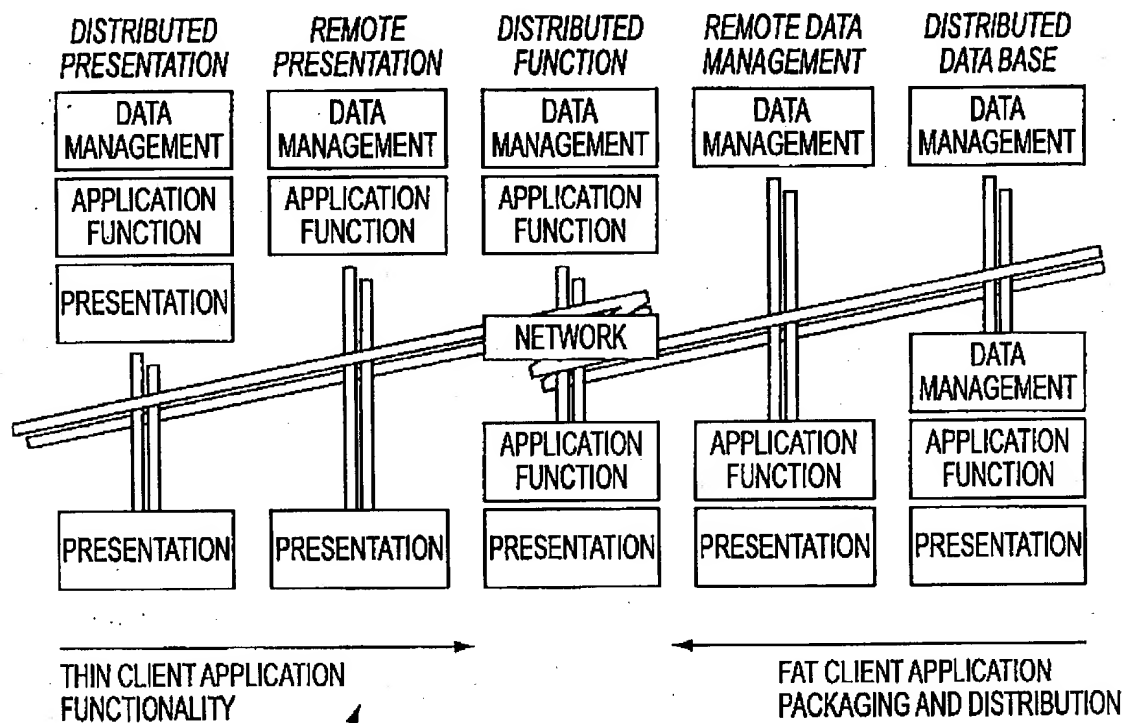 DISTRIBUTED
PRESENTATION
REMOTE
PRESENTATION
DISTRIBUTED
FUNCTION
REMOTE DATA
MANAGEMENT
DISTRIBUTED
DATA BASE
DATA
MANAGEMENT
APPLICATION
FUNCTION
PRESENTATION
PRESENTATION
DATA
MANAGEMENT
APPLICATION
FUNCTION
PRESENTATION
DATA
MANAGEMENT
APPLICATION
FUNCTION
NETWORK
APPLICATION
FUNCTION
PRESENTATION
DATA
MANAGEMENT
APPLICATION
FUNCTION
PRESENTATION
DATA
MANAGEMENT
DATA
MANAGEMENT
APPLICATION
FUNCTION
PRESENTATION
THIN CLIENT APPLICATION
FUNCTIONALITY
FAT CLIENT APPLICATION
PACKAGING AND DISTRIBUTION